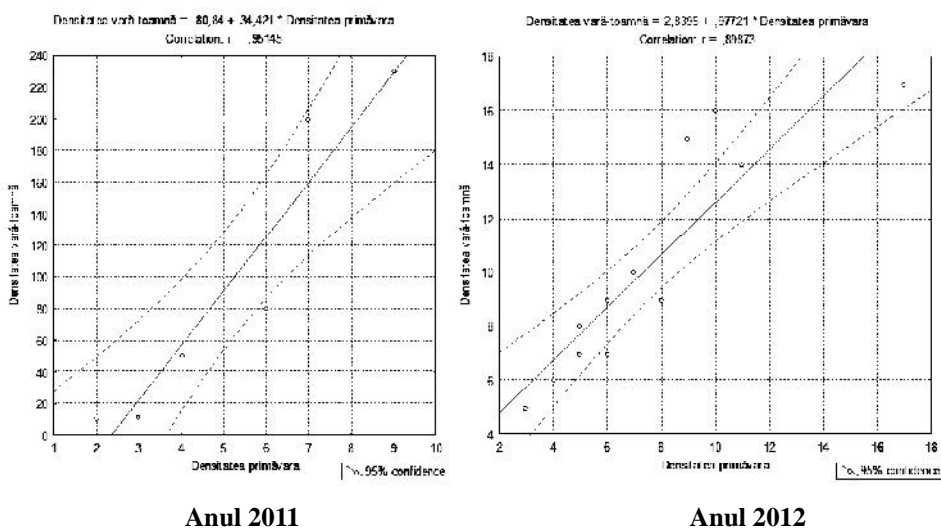 Densitatea vară-toamnă = -80,84 + 34,421 * Densitatea primăvara
Correlation: r = ,95145
Densitatea vară-toamnă
240
220
200
180
160
140
120
100
80
60
40
20
0
1 2 3 4 5 6 7 8 9 10
Densitatea primăvara
95% confidence
Anul 2011
Densitatea vară-toamnă = 2,8395 + ,97721 * Densitatea primăvara
Correlation: r = ,89873
Densitatea vară-toamnă
18
16
14
12
10
8
6
4
2 4 6 8 10 12 14 16 18
Densitatea primăvara
95% confidence
Anul 2012